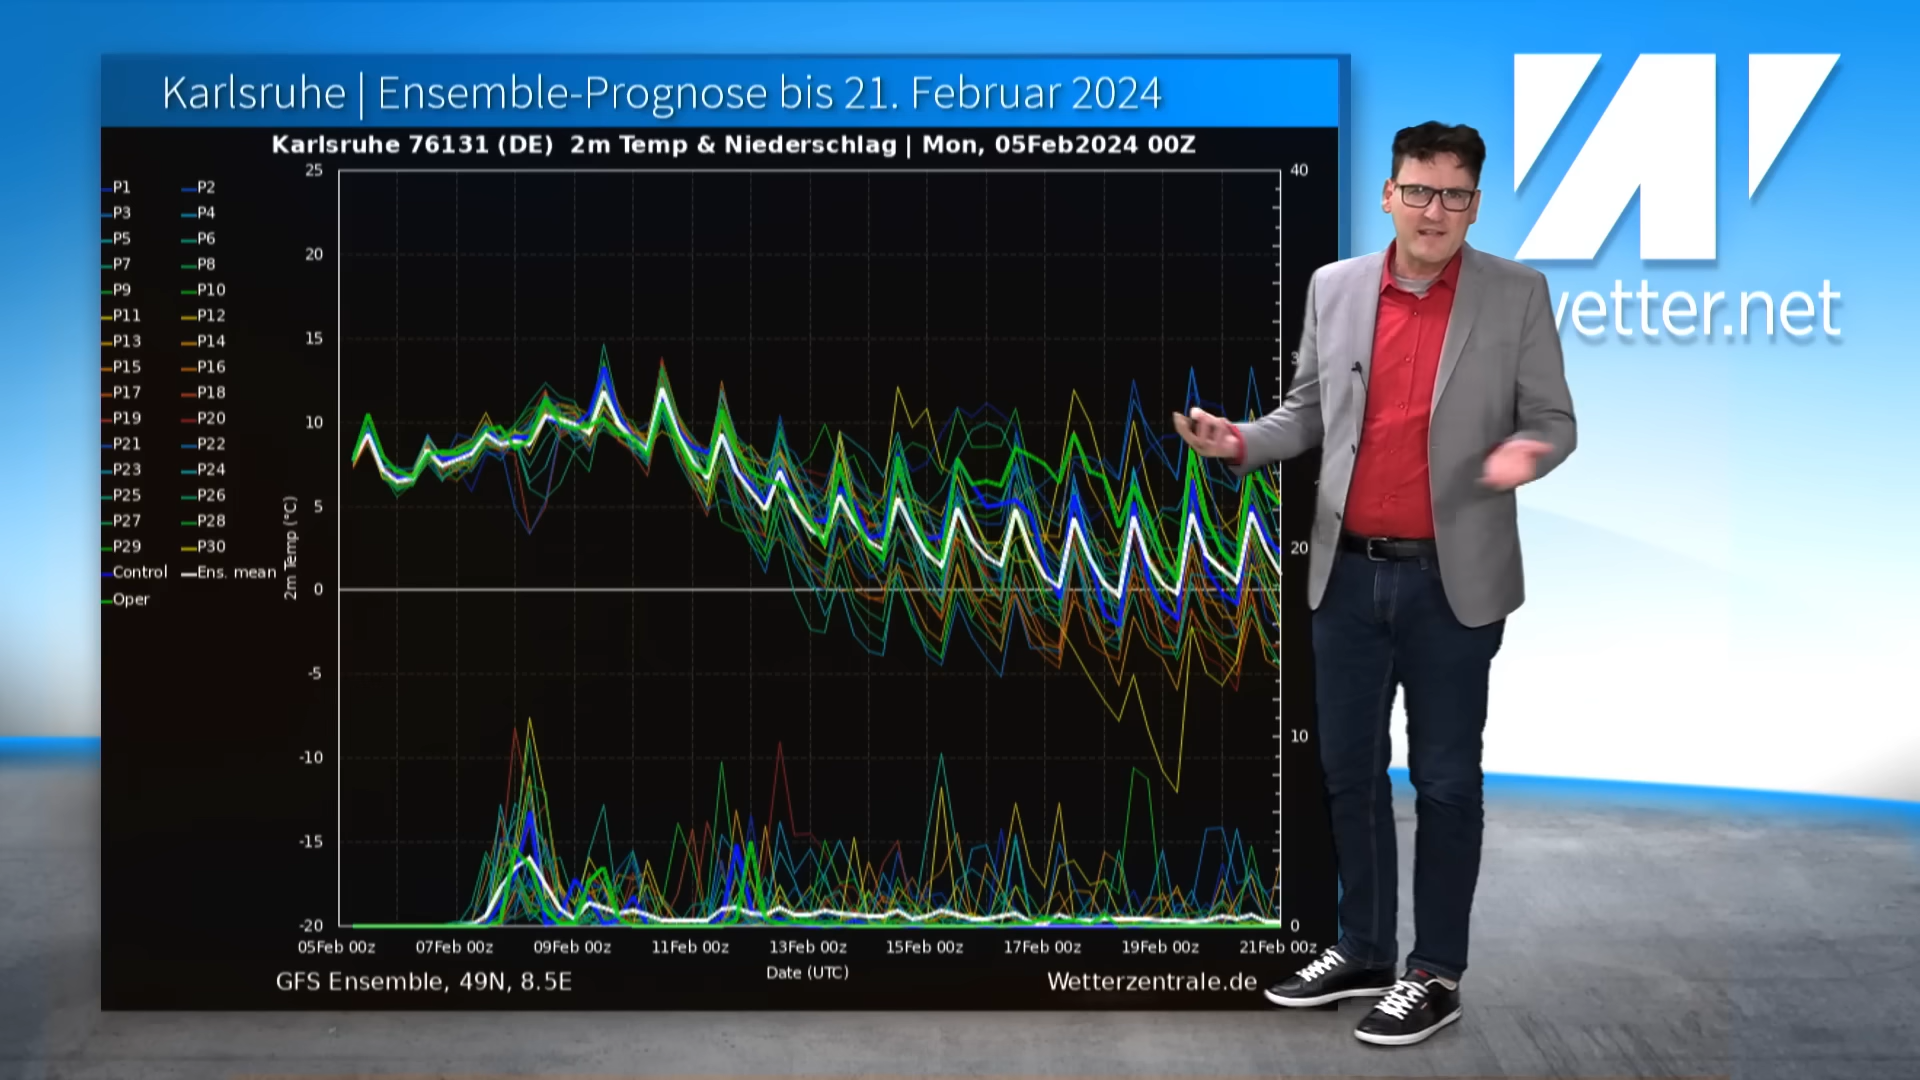 Karlsruhe | Ensemble-Prognose bis 21. Februar 2024
Karlsruhe 76131 (DE) 2m Temp & Niederschlag | Mon, 05Feb2024 00Z
P1 P2
P3 P4
P5 P6
P7 P8
P9 P10
P11 P12
P13 P14
P15 P16
P17 P18
P19 P20
P21 P22
P23 P24
P25 P26
P27 P28
P29 P30
Control Ens. mean
Oper
2m Temp (°C)
25
20
15
10
5
0
-5
-10
-15
-20
40
20
10
0
05Feb 00z 07Feb 00z 09Feb 00z 11Feb 00z 13Feb 00z 15Feb 00z 17Feb 00z 19Feb 00z 21Feb 00z
Date (UTC)
GFS Ensemble, 49N, 8.5E
Wetterzentrale.de
wetter.net